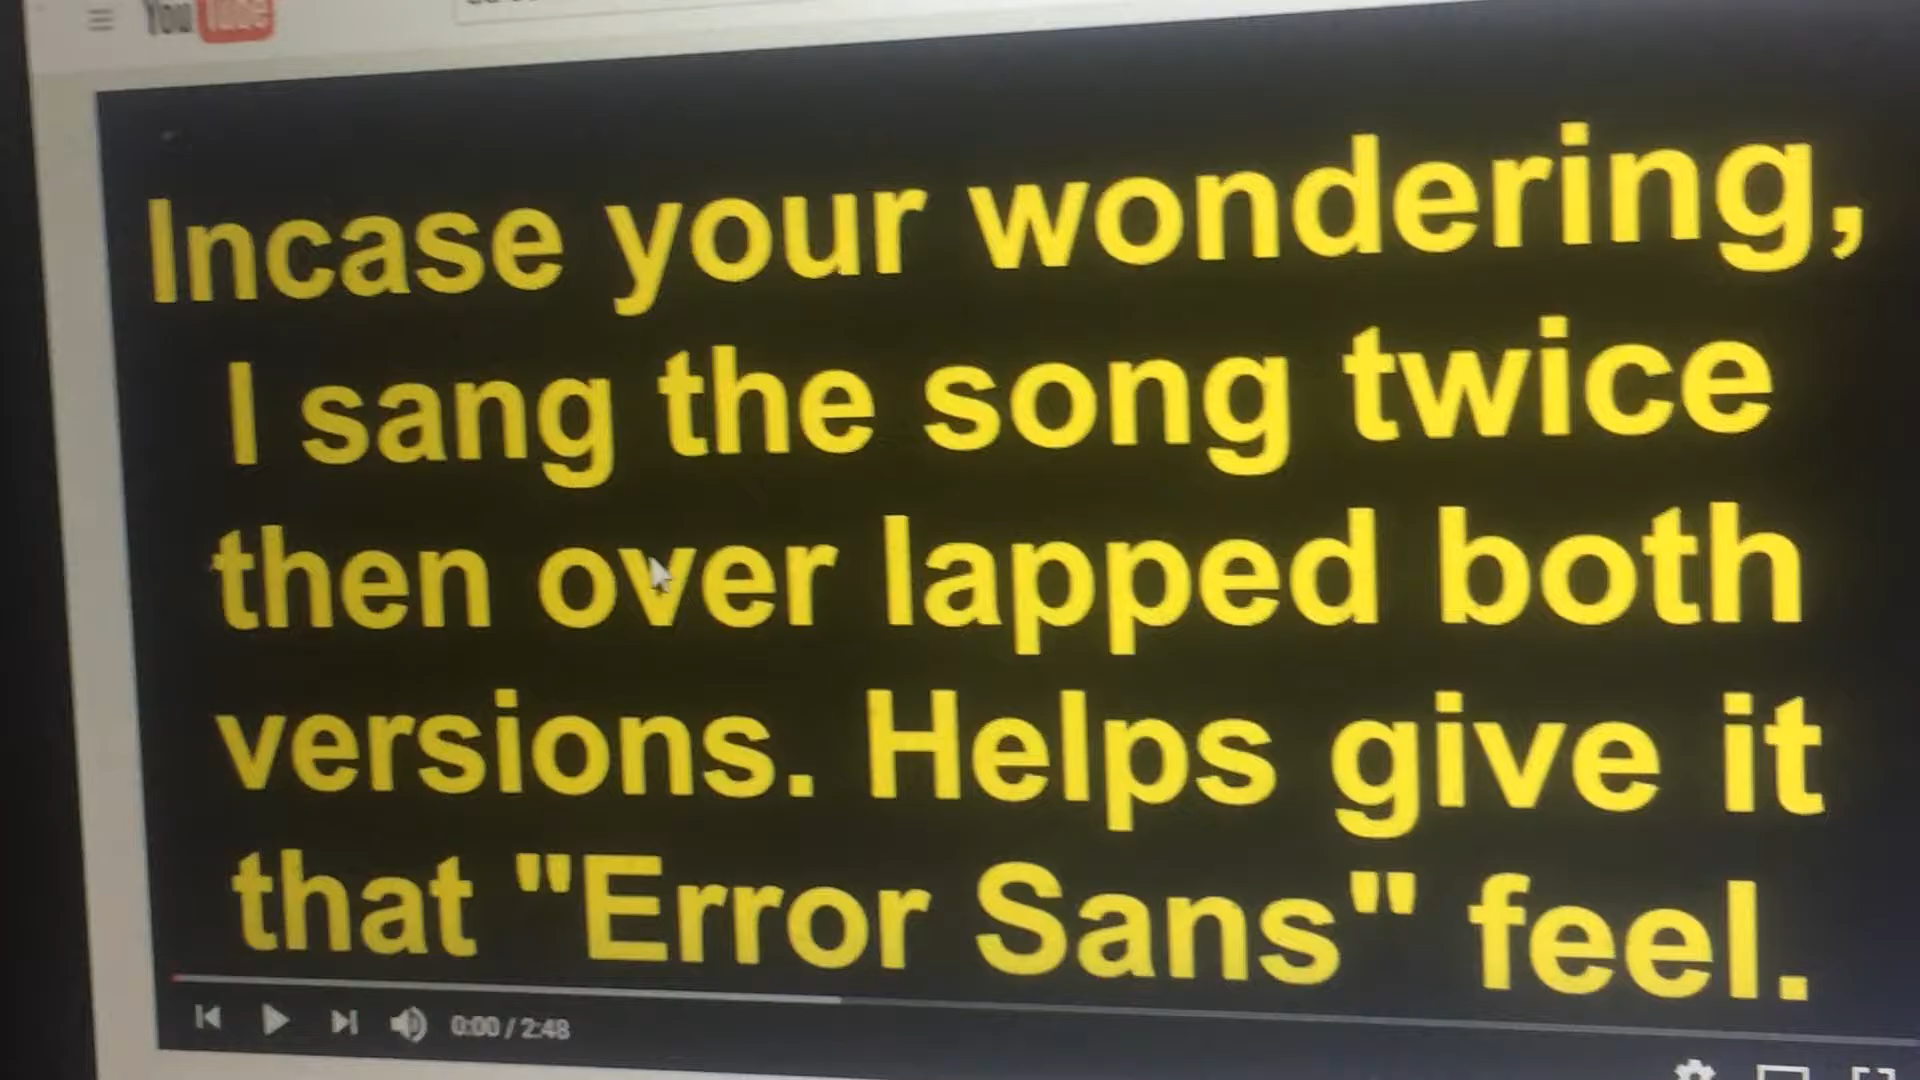 YouTube
Incase your wondering,
I sang the song twice
then over lapped both
versions. Helps give it
that "Error Sans" feel.
0:00 / 2:48